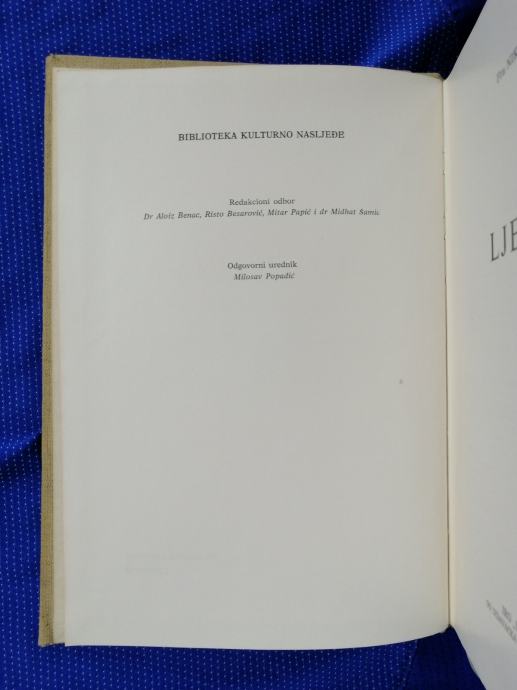 BIBLIOTEKA KULTURNO NASLJEĐE
Redakcioni odbor
Dr Alojz Benac, Risto Besarović, Mitar Papić i dr Midhat Šamić
Odgovorni urednik
Milosav Popadić
LJE